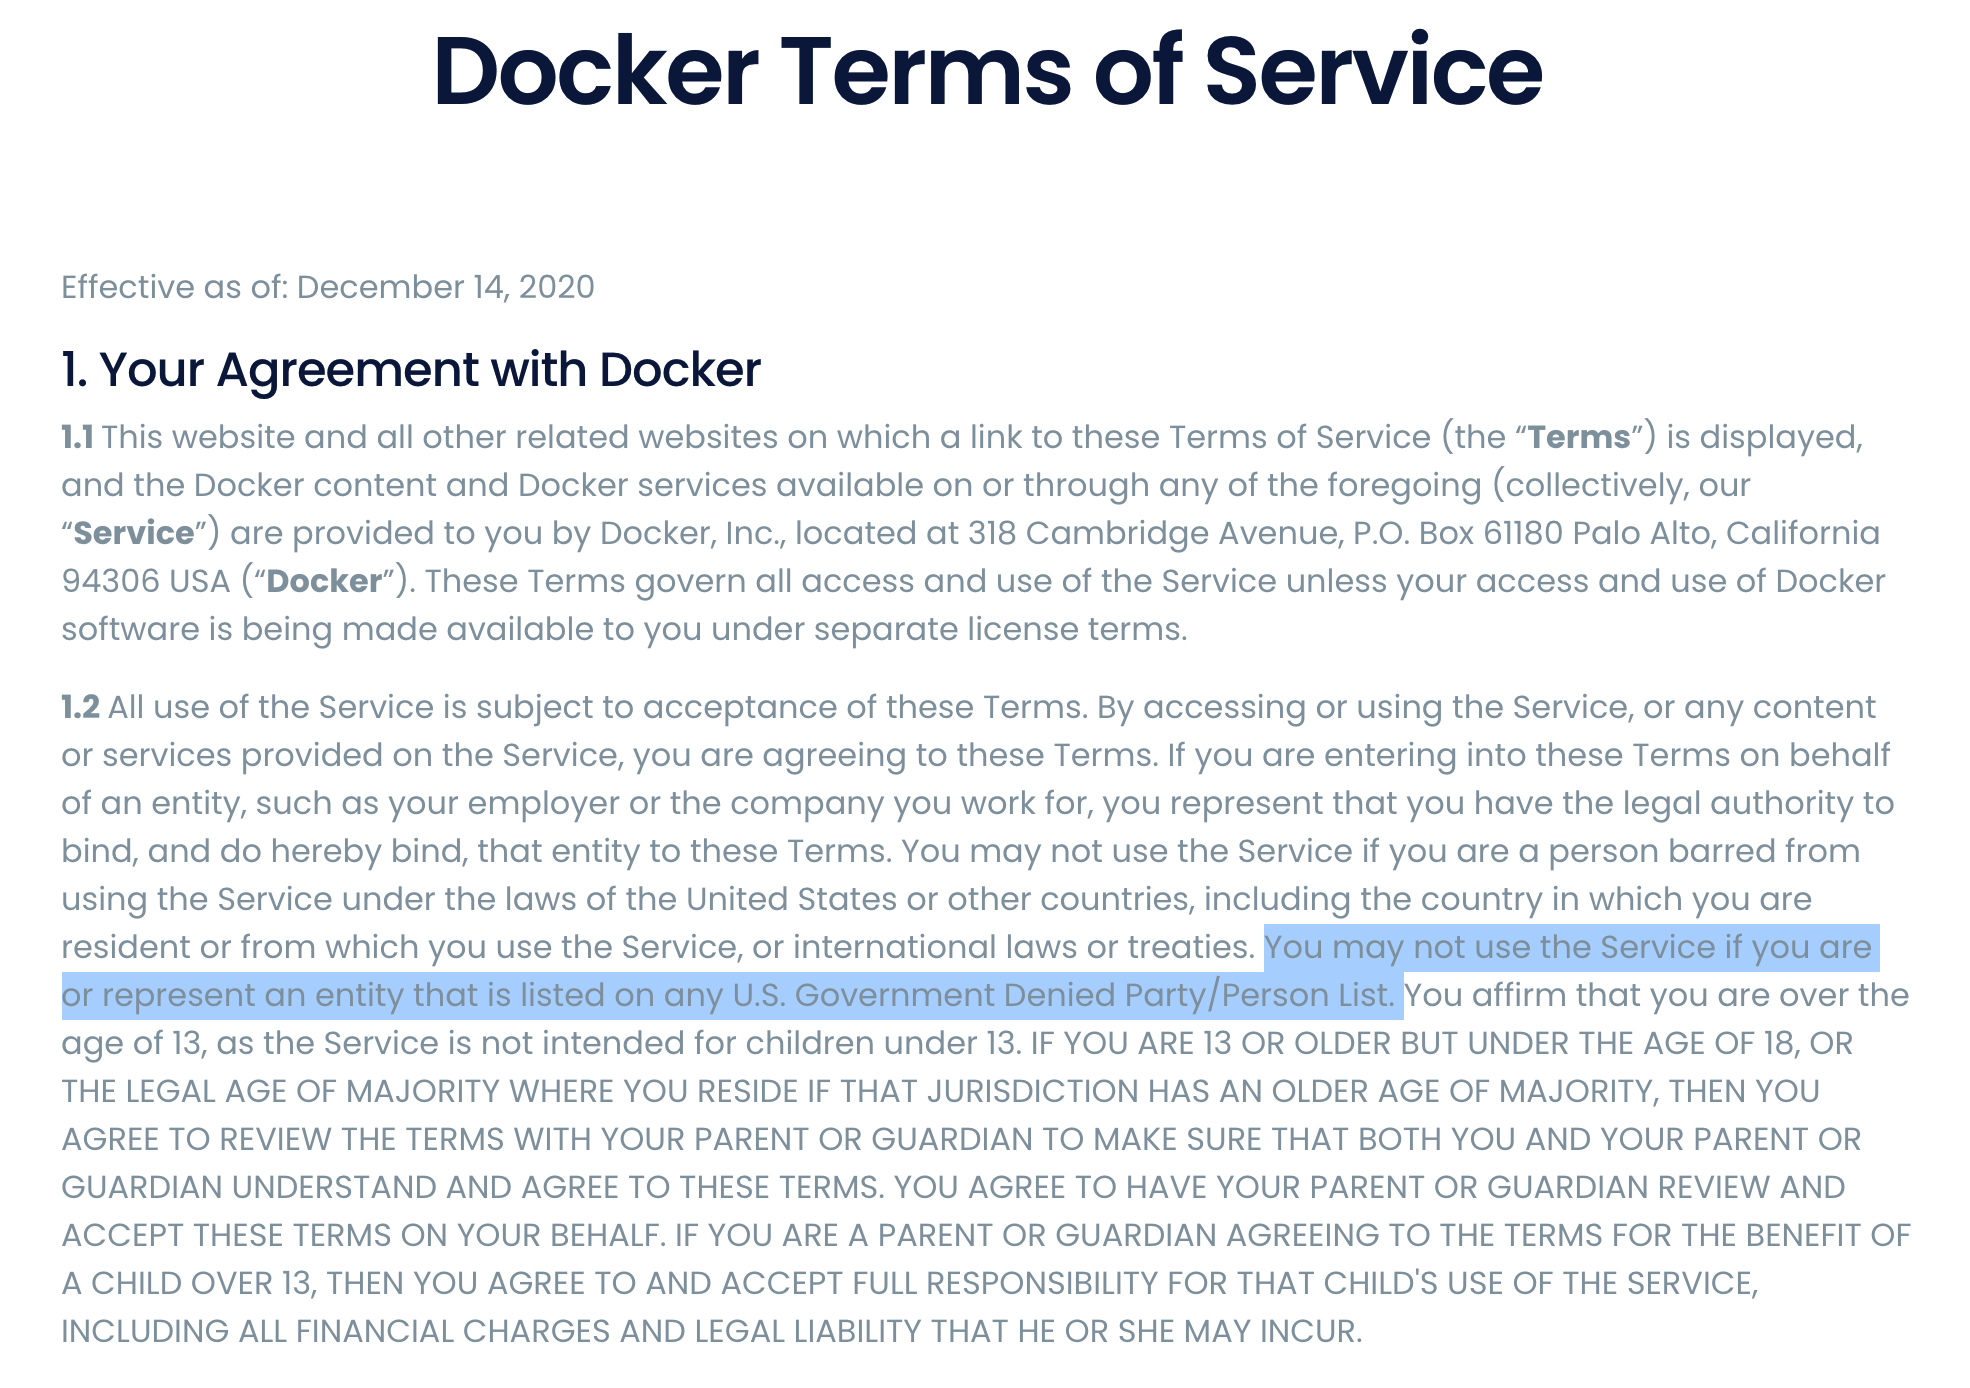 Docker Terms of Service
Effective as of: December 14, 2020
1. Your Agreement with Docker
1.1 This website and all other related websites on which a link to these Terms of Service (the “Terms”) is displayed,
and the Docker content and Docker services available on or through any of the foregoing (collectively, our
“Service”) are provided to you by Docker, Inc., located at 318 Cambridge Avenue, P.O. Box 61180 Palo Alto, California
94306 USA (“Docker”). These Terms govern all access and use of the Service unless your access and use of Docker
software is being made available to you under separate license terms.
1.2 All use of the Service is subject to acceptance of these Terms. By accessing or using the Service, or any content
or services provided on the Service, you are agreeing to these Terms. If you are entering into these Terms on behalf
of an entity, such as your employer or the company you work for, you represent that you have the legal authority to
bind, and do hereby bind, that entity to these Terms. You may not use the Service if you are a person barred from
using the Service under the laws of the United States or other countries, including the country in which you are
resident or from which you use the Service, or international laws or treaties. You may not use the Service if you are
or represent an entity that is listed on any U.S. Government Denied Party/Person List. You affirm that you are over the
age of 13, as the Service is not intended for children under 13. IF YOU ARE 13 OR OLDER BUT UNDER THE AGE OF 18, OR
THE LEGAL AGE OF MAJORITY WHERE YOU RESIDE IF THAT JURISDICTION HAS AN OLDER AGE OF MAJORITY, THEN YOU
AGREE TO REVIEW THE TERMS WITH YOUR PARENT OR GUARDIAN TO MAKE SURE THAT BOTH YOU AND YOUR PARENT OR
GUARDIAN UNDERSTAND AND AGREE TO THESE TERMS. YOU AGREE TO HAVE YOUR PARENT OR GUARDIAN REVIEW AND
ACCEPT THESE TERMS ON YOUR BEHALF. IF YOU ARE A PARENT OR GUARDIAN AGREEING TO THE TERMS FOR THE BENEFIT OF
A CHILD OVER 13, THEN YOU AGREE TO AND ACCEPT FULL RESPONSIBILITY FOR THAT CHILD'S USE OF THE SERVICE,
INCLUDING ALL FINANCIAL CHARGES AND LEGAL LIABILITY THAT HE OR SHE MAY INCUR.